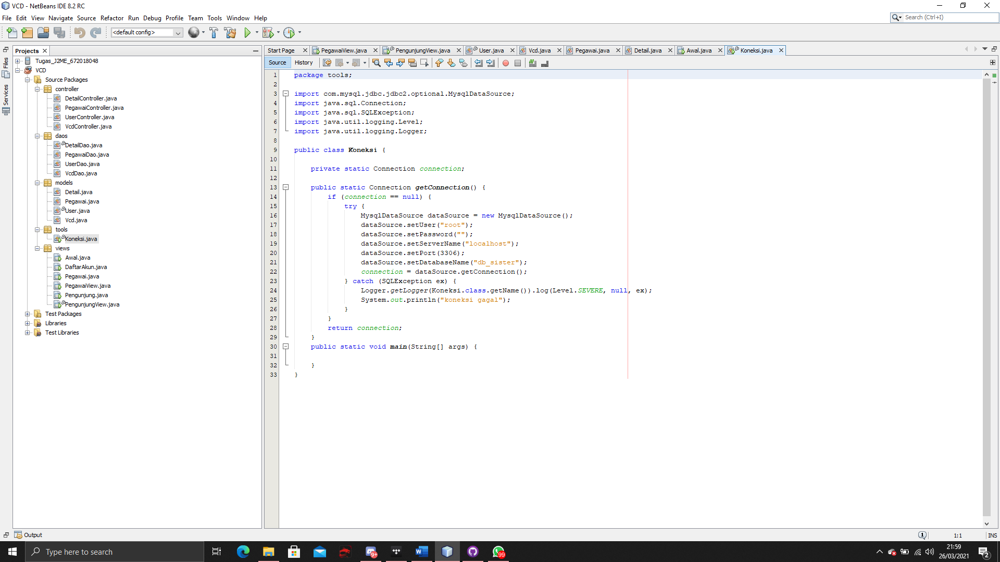 VCD - NetBeans IDE 8.2 RC
File Edit View Navigate Source Refactor Run Debug Profile Team Tools Window Help
Search (Ctrl+I)
<default config>
Files
Services
Projects
Tugas_J2ME_672018048
VCD
Source Packages
controller
DetailController.java
PegawaiController.java
UserController.java
VcdController.java
daos
DetailDao.java
PegawaiDao.java
UserDao.java
VcdDao.java
models
Detail.java
Pegawai.java
User.java
Vcd.java
tools
Koneksi.java
views
Awal.java
DaftarAkun.java
Pegawai.java
PegawaiView.java
Pengunjung.java
PengunjungView.java
Test Packages
Libraries
Test Libraries
Start Page PegawaiView.java PengunjungView.java User.java Vcd.java Pegawai.java Detail.java Awal.java Koneksi.java
Source History
1 package tools;
2
3 import com.mysql.jdbc.jdbc2.optional.MysqlDataSource;
4 import java.sql.Connection;
5 import java.sql.SQLException;
6 import java.util.logging.Level;
7 import java.util.logging.Logger;
8
9 public class Koneksi {
10
11 private static Connection connection;
12
13 public static Connection getConnection() {
14 if (connection == null) {
15 try {
16 MysqlDataSource dataSource = new MysqlDataSource();
17 dataSource.setUser("root");
18 dataSource.setPassword("");
19 dataSource.setServerName("localhost");
20 dataSource.setPort(3306);
21 dataSource.setDatabaseName("db_sister");
22 connection = dataSource.getConnection();
23 } catch (SQLException ex) {
24 Logger.getLogger(Koneksi.class.getName()).log(Level.SEVERE, null, ex);
25 System.out.println("koneksi gagal");
26 }
27 }
28 return connection;
29 }
30 public static void main(String[] args) {
31
32 }
33 }
Output
1
1:1
INS
Type here to search
9+
99
21:59
26/03/2021
2